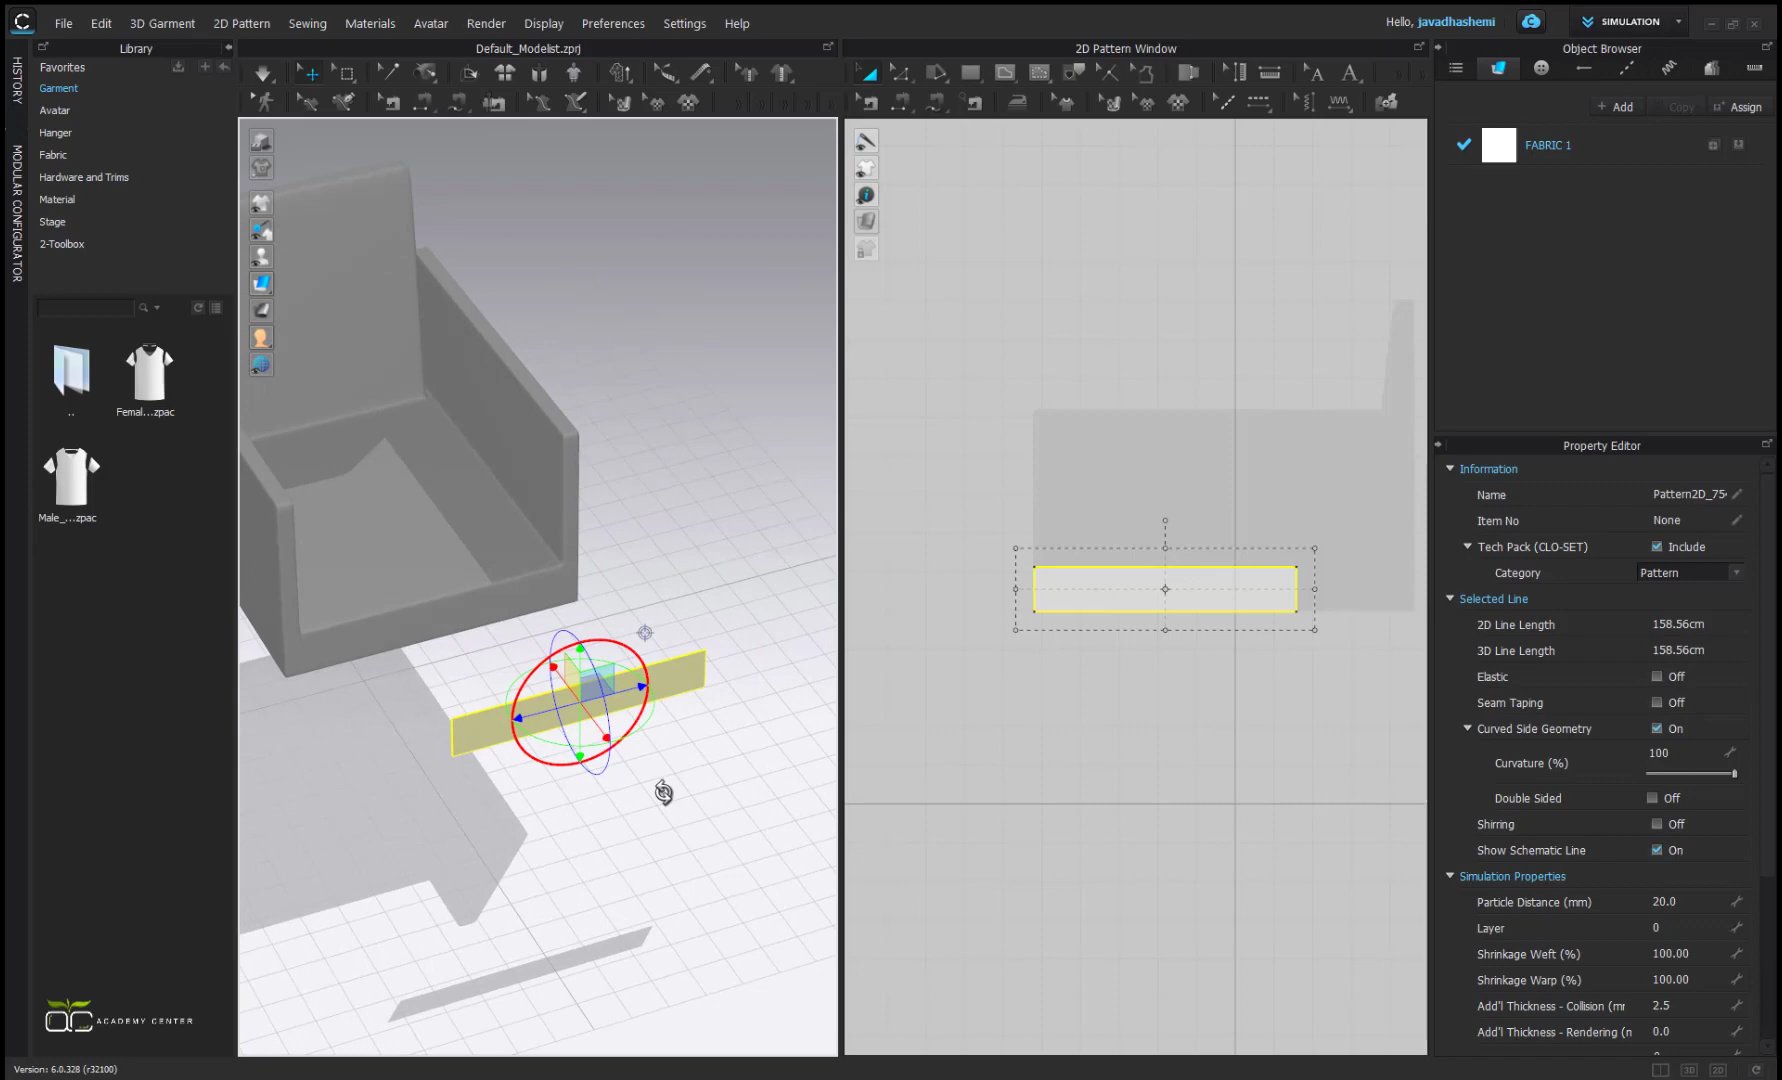 File Edit 3D Garment 2D Pattern Sewing Materials Avatar Render Display Preferences Settings Help
Hello, javadhashemi
SIMULATION
HISTORY
MODULAR CONFIGURATOR
Library
Favorites
Garment
Avatar
Hanger
Fabric
Hardware and Trims
Material
Stage
2-Toolbox
..
Femal...zpac
Male_...zpac
ACADEMY CENTER
Version: 6.0.328 (r32100)
Default_Modelist.zprj
2D Pattern Window
Object Browser
+ Add Copy Assign
FABRIC 1
Property Editor
Information
Name Pattern2D_75
Item No None
Tech Pack (CLO-SET) Include
Category Pattern
Selected Line
2D Line Length 158.56cm
3D Line Length 158.56cm
Elastic Off
Seam Taping Off
Curved Side Geometry On
Curvature (%) 100
Double Sided Off
Shirring Off
Show Schematic Line On
Simulation Properties
Particle Distance (mm) 20.0
Layer 0
Shrinkage Weft (%) 100.00
Shrinkage Warp (%) 100.00
Add'l Thickness - Collision (mr 2.5
Add'l Thickness - Rendering (n 0.0
3D 2D